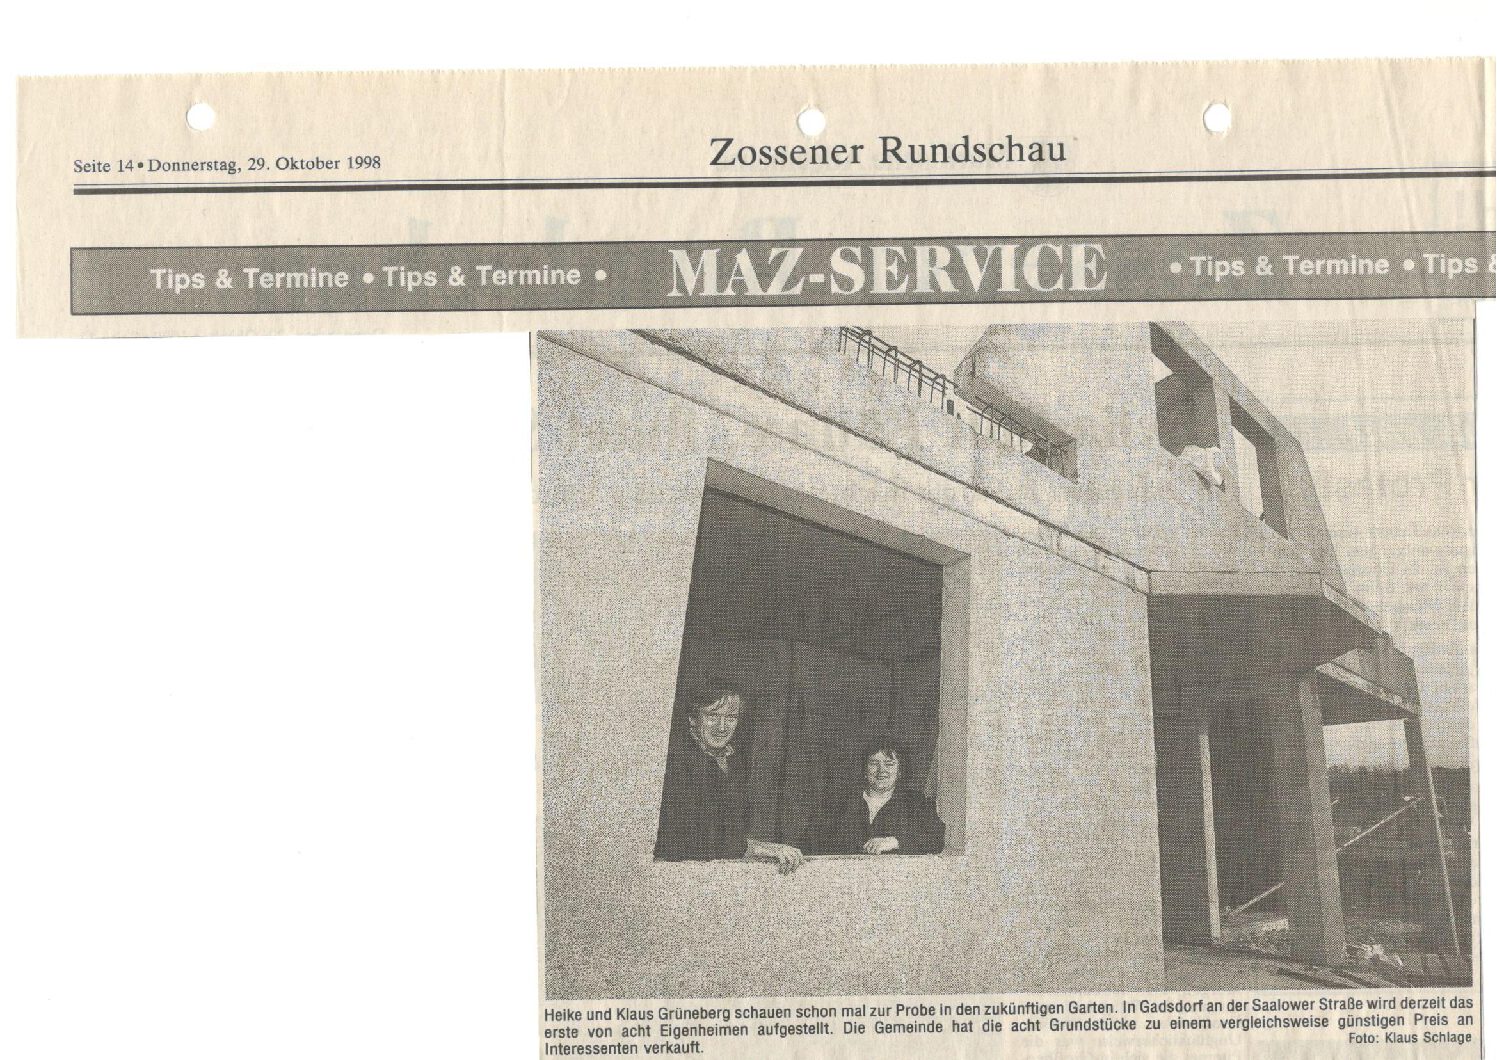 Seite 14 • Donnerstag, 29. Oktober 1998
Zossener Rundschau
Tips & Termine • Tips & Termine • MAZ-SERVICE • Tips & Termine • Tips &
Heike und Klaus Grüneberg schauen schon mal zur Probe in den zukünftigen Garten. In Gadsdorf an der Saalower Straße wird derzeit das
erste von acht Eigenheimen aufgestellt. Die Gemeinde hat die acht Grundstücke zu einem vergleichsweise günstigen Preis an
Interessenten verkauft.
Foto: Klaus Schlage